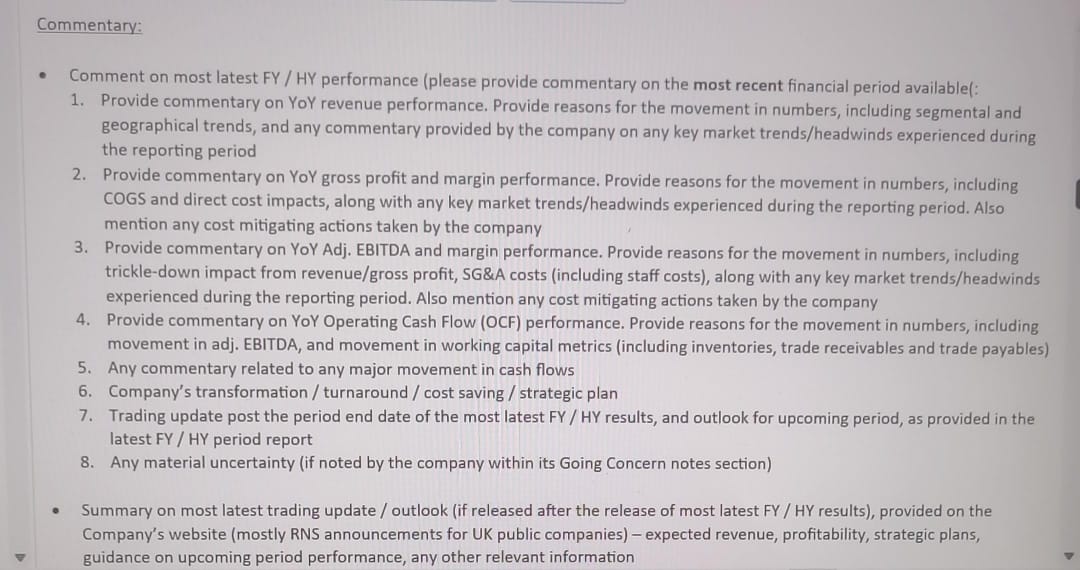 Commentary:
• Comment on most latest FY / HY performance (please provide commentary on the most recent financial period available(:
1. Provide commentary on YoY revenue performance. Provide reasons for the movement in numbers, including segmental and
geographical trends, and any commentary provided by the company on any key market trends/headwinds experienced during
the reporting period
2. Provide commentary on YoY gross profit and margin performance. Provide reasons for the movement in numbers, including
COGS and direct cost impacts, along with any key market trends/headwinds experienced during the reporting period. Also
mention any cost mitigating actions taken by the company
3. Provide commentary on YoY Adj. EBITDA and margin performance. Provide reasons for the movement in numbers, including
trickle-down impact from revenue/gross profit, SG&A costs (including staff costs), along with any key market trends/headwinds
experienced during the reporting period. Also mention any cost mitigating actions taken by the company
4. Provide commentary on YoY Operating Cash Flow (OCF) performance. Provide reasons for the movement in numbers, including
movement in adj. EBITDA, and movement in working capital metrics (including inventories, trade receivables and trade payables)
5. Any commentary related to any major movement in cash flows
6. Company's transformation / turnaround / cost saving / strategic plan
7. Trading update post the period end date of the most latest FY / HY results, and outlook for upcoming period, as provided in the
latest FY / HY period report
8. Any material uncertainty (if noted by the company within its Going Concern notes section)
• Summary on most latest trading update / outlook (if released after the release of most latest FY / HY results), provided on the
Company's website (mostly RNS announcements for UK public companies) – expected revenue, profitability, strategic plans,
guidance on upcoming period performance, any other relevant information